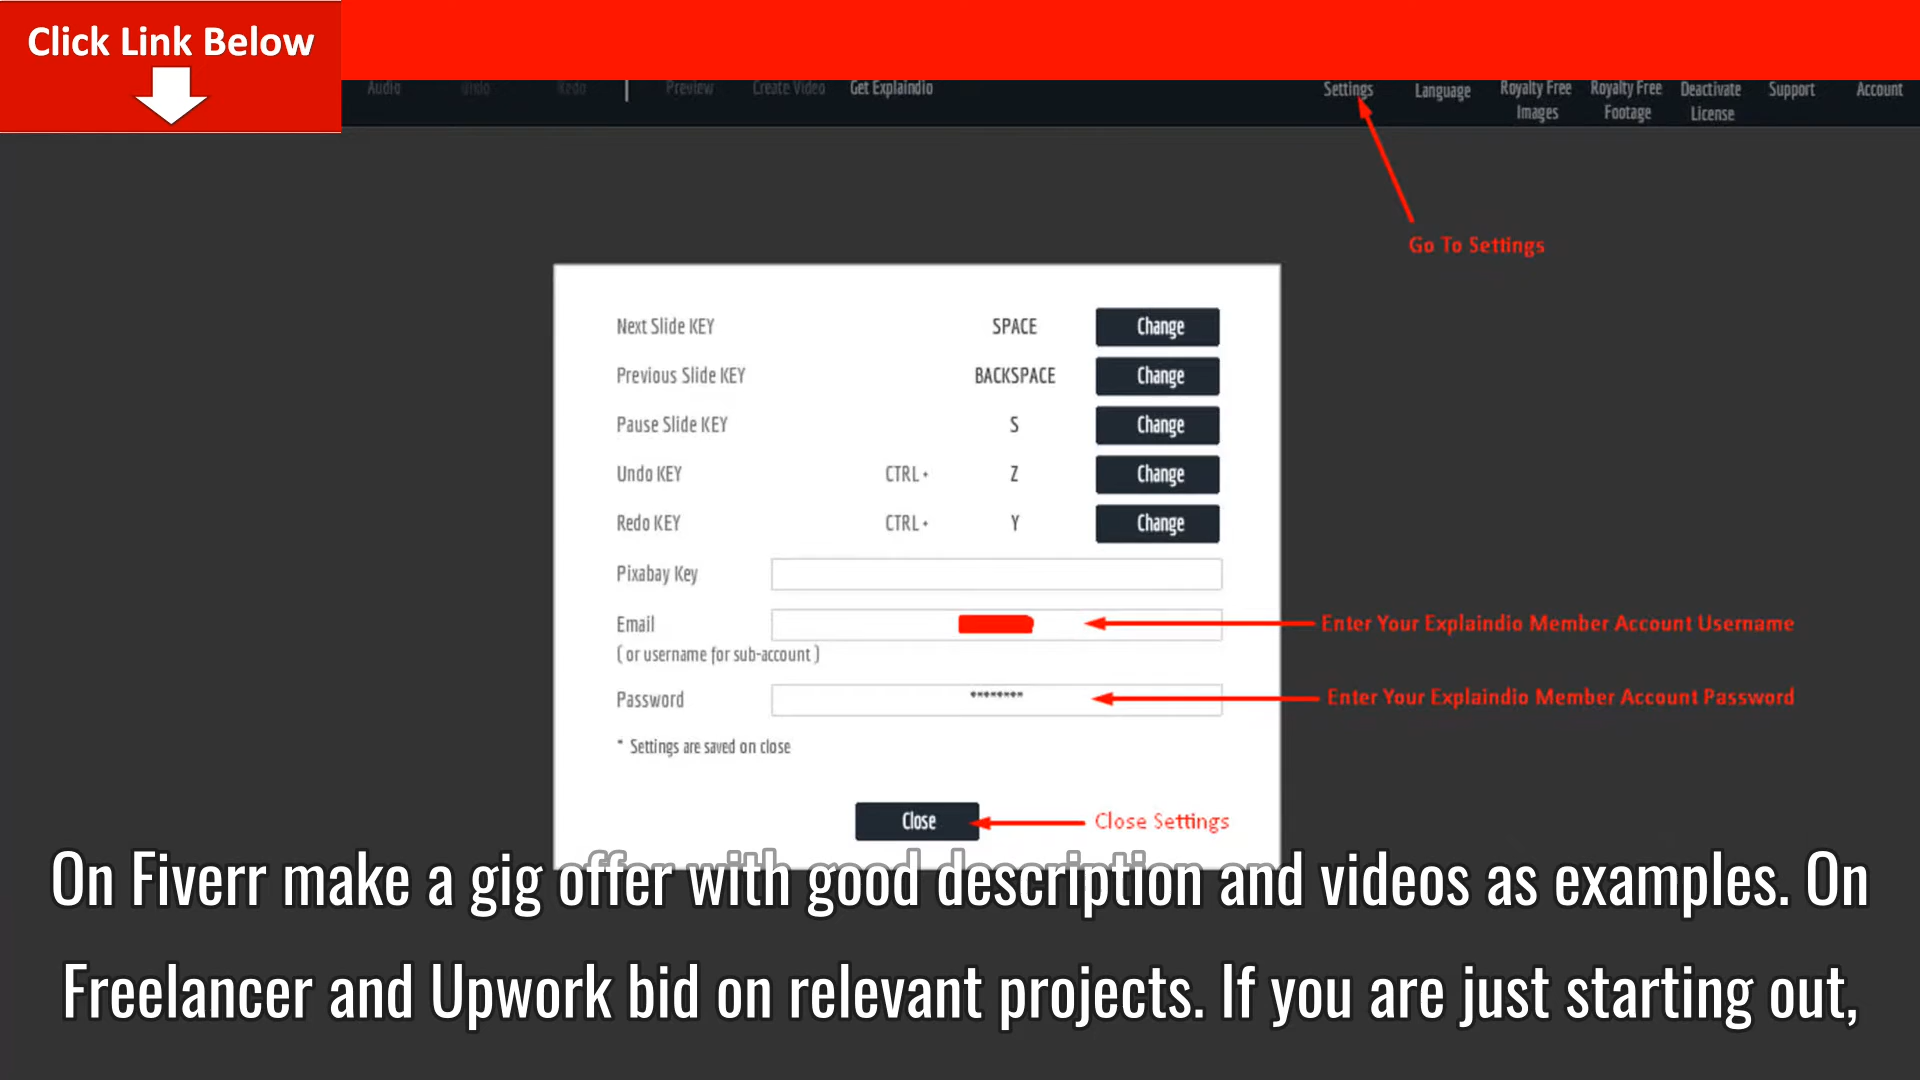 Click Link Below
Audio Undo Redo Preview Create Video Get Explaindio Settings Language Royalty Free Images Royalty Free Footage Deactivate License Support Account
Go To Settings
Next Slide KEY SPACE Change
Previous Slide KEY BACKSPACE Change
Pause Slide KEY S Change
Undo KEY CTRL + Z Change
Redo KEY CTRL + Y Change
Pixabay Key
Email Enter Your Explaindio Member Account Username
( or username for sub-account )
Password ******** Enter Your Explaindio Member Account Password
* Settings are saved on close
Close Close Settings
On Fiverr make a gig offer with good description and videos as examples. On
Freelancer and Upwork bid on relevant projects. If you are just starting out,